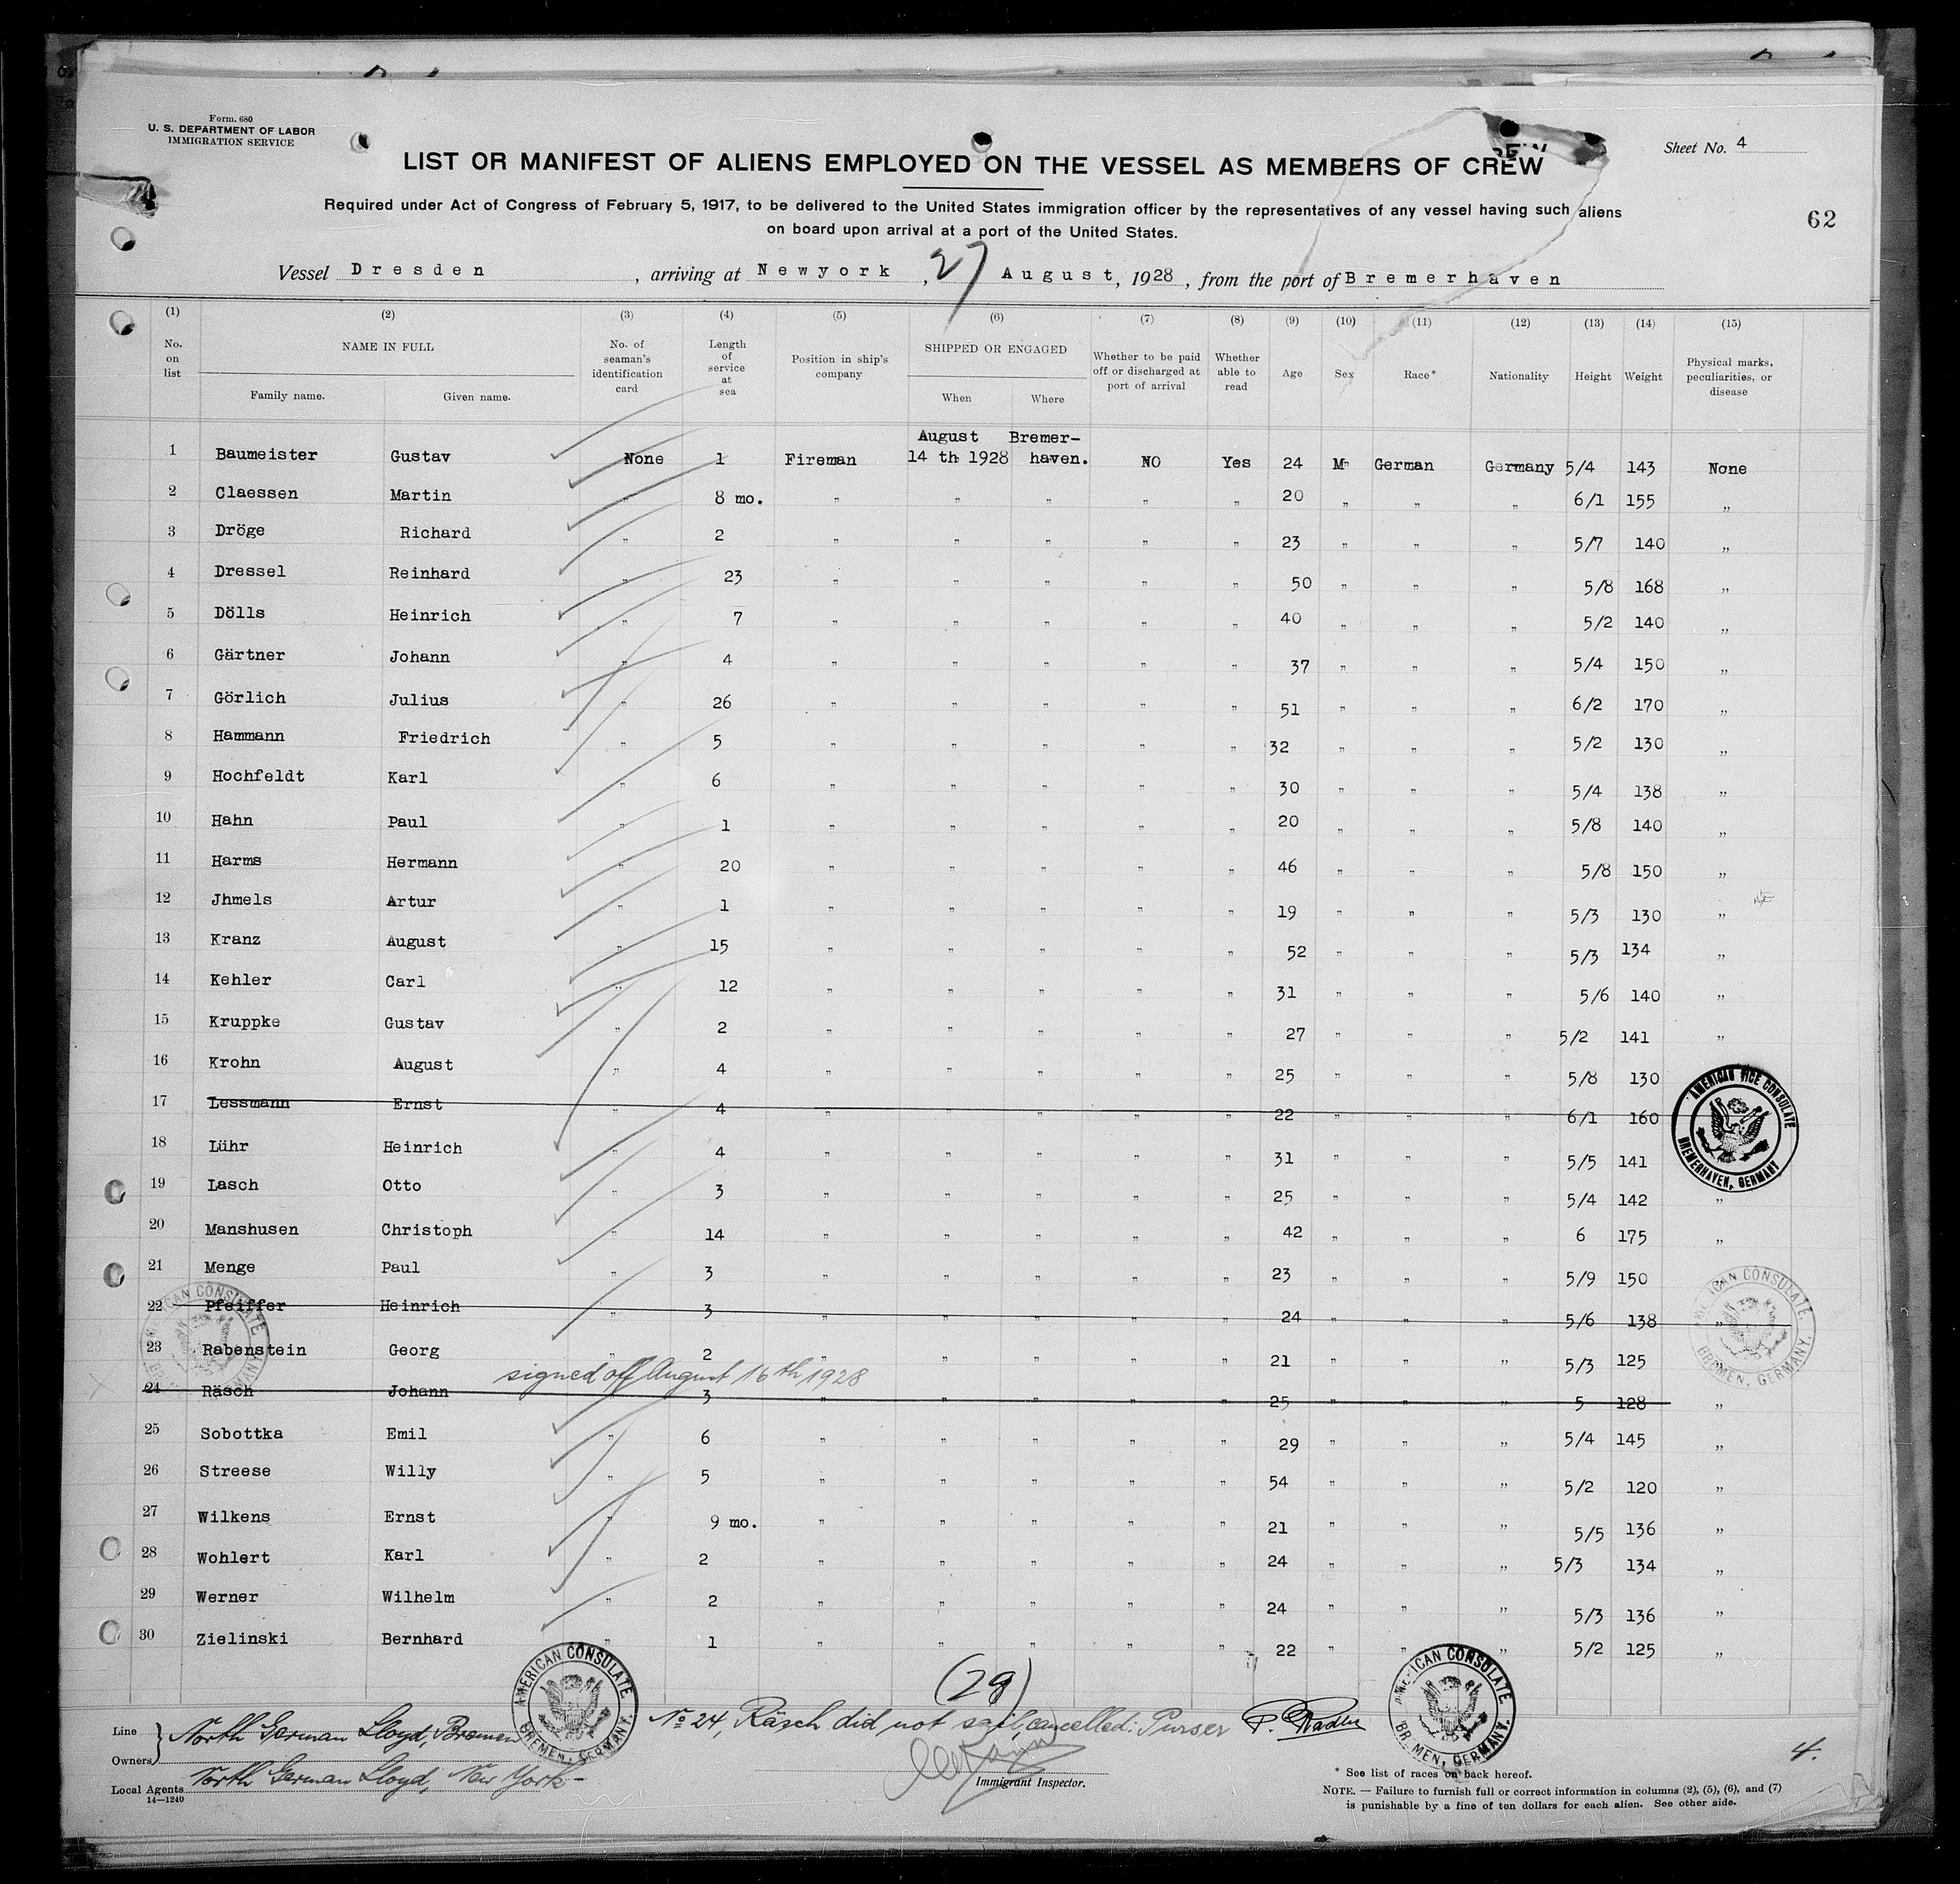 Form. 680
U. S. DEPARTMENT OF LABOR
IMMIGRATION SERVICE
Sheet No. 4
LIST OR MANIFEST OF ALIENS EMPLOYED ON THE VESSEL AS MEMBERS OF CREW
Required under Act of Congress of February 5, 1917, to be delivered to the United States immigration officer by the representatives of any vessel having such aliens
on board upon arrival at a port of the United States.
62
Vessel Dresden, arriving at Newyork, 27 August, 1928, from the port of Bremerhaven
(1) (2) (3) (4) (5) (6) (7) (8) (9) (10) (11) (12) (13) (14) (15)
No. on list NAME IN FULL Family name. Given name. No. of seaman's identification card Length of service at sea Position in ship's company SHIPPED OR ENGAGED When Where Whether to be paid off or discharged at port of arrival Whether able to read Age Sex Race* Nationality Height Weight Physical marks, peculiarities, or disease
1 Baumeister Gustav None 1 Fireman August 14 th 1928 Bremerhaven. NO Yes 24 M German Germany 5/4 143 None
2 Claessen Martin " 8 mo. " " " " " 20 " " " 6/1 155 "
3 Dröge Richard " 2 " " " " " 23 " " " 5/7 140 "
4 Dressel Reinhard " 23 " " " " " 50 " " " 5/8 168 "
5 Dölls Heinrich " 7 " " " " " 40 " " " 5/2 140 "
6 Gärtner Johann " 4 " " " " " 37 " " " 5/4 150 "
7 Görlich Julius " 26 " " " " " 51 " " " 6/2 170 "
8 Hammann Friedrich " 5 " " " " " 32 " " " 5/2 130 "
9 Hochfeldt Karl " 6 " " " " " 30 " " " 5/4 138 "
10 Hahn Paul " 1 " " " " " 20 " " " 5/8 140 "
11 Harms Hermann " 20 " " " " " 46 " " " 5/8 150 "
12 Jhmels Artur " 1 " " " " " 19 " " " 5/3 130 "
13 Kranz August " 15 " " " " " 52 " " " 5/3 134 "
14 Kehler Carl " 12 " " " " " 31 " " " 5/6 140 "
15 Kruppke Gustav " 2 " " " " " 27 " " " 5/2 141 "
16 Krohn August " 4 " " " " " 25 " " " 5/8 130
17 Lessmann Ernst " 4 " " " " " 22 " " " 6/1 160
18 Lühr Heinrich " 4 " " " " " 31 " " " 5/5 141
19 Lasch Otto " 3 " " " " " 25 " " " 5/4 142 "
20 Manshusen Christoph " 14 " " " " " 42 " " " 6 175 "
21 Menge Paul " 3 " " " " " 23 " " " 5/9 150
22 Pfeiffer Heinrich " 3 " " " " " 24 " " " 5/6 138 "
23 Rabenstein Georg " 2 " " " " " 21 " " " 5/3 125 "
signed off August 16th 1928
24 Räsch Johann 3 " " " " " 25 " " " 5 128 "
25 Sobottka Emil " 6 " " " " " 29 " " " 5/4 145 "
26 Streese Willy " 5 " " " " " 54 " " " 5/2 120 "
27 Wilkens Ernst " 9 mo. " " " " " 21 " " " 5/5 136 "
28 Wohlert Karl " 2 " " " " " 24 " " " 5/3 134 "
29 Werner Wilhelm " 2 " " " " " 24 " " " 5/3 136 "
30 Zielinski Bernhard " 1 " " " " " 22 " " " 5/2 125 "
AMERICAN VICE CONSULATE BREMERHAVEN, GERMANY
AMERICAN CONSULATE
AMERICAN CONSULATE, BREMEN, GERMANY.
AMERICAN CONSULATE BREMEN, GERMANY.
AMERICAN CONSULATE BREMEN, GERMANY.
(29)
No 24, Räsch did not sail, cancelled: Purser
Line North German Lloyd, Bremen
Owners
Local Agents North German Lloyd, New York
14—1240
Immigrant Inspector.
4.
* See list of races on back hereof.
NOTE. — Failure to furnish full or correct information in columns (2), (5), (6), and (7)
is punishable by a fine of ten dollars for each alien. See other side.